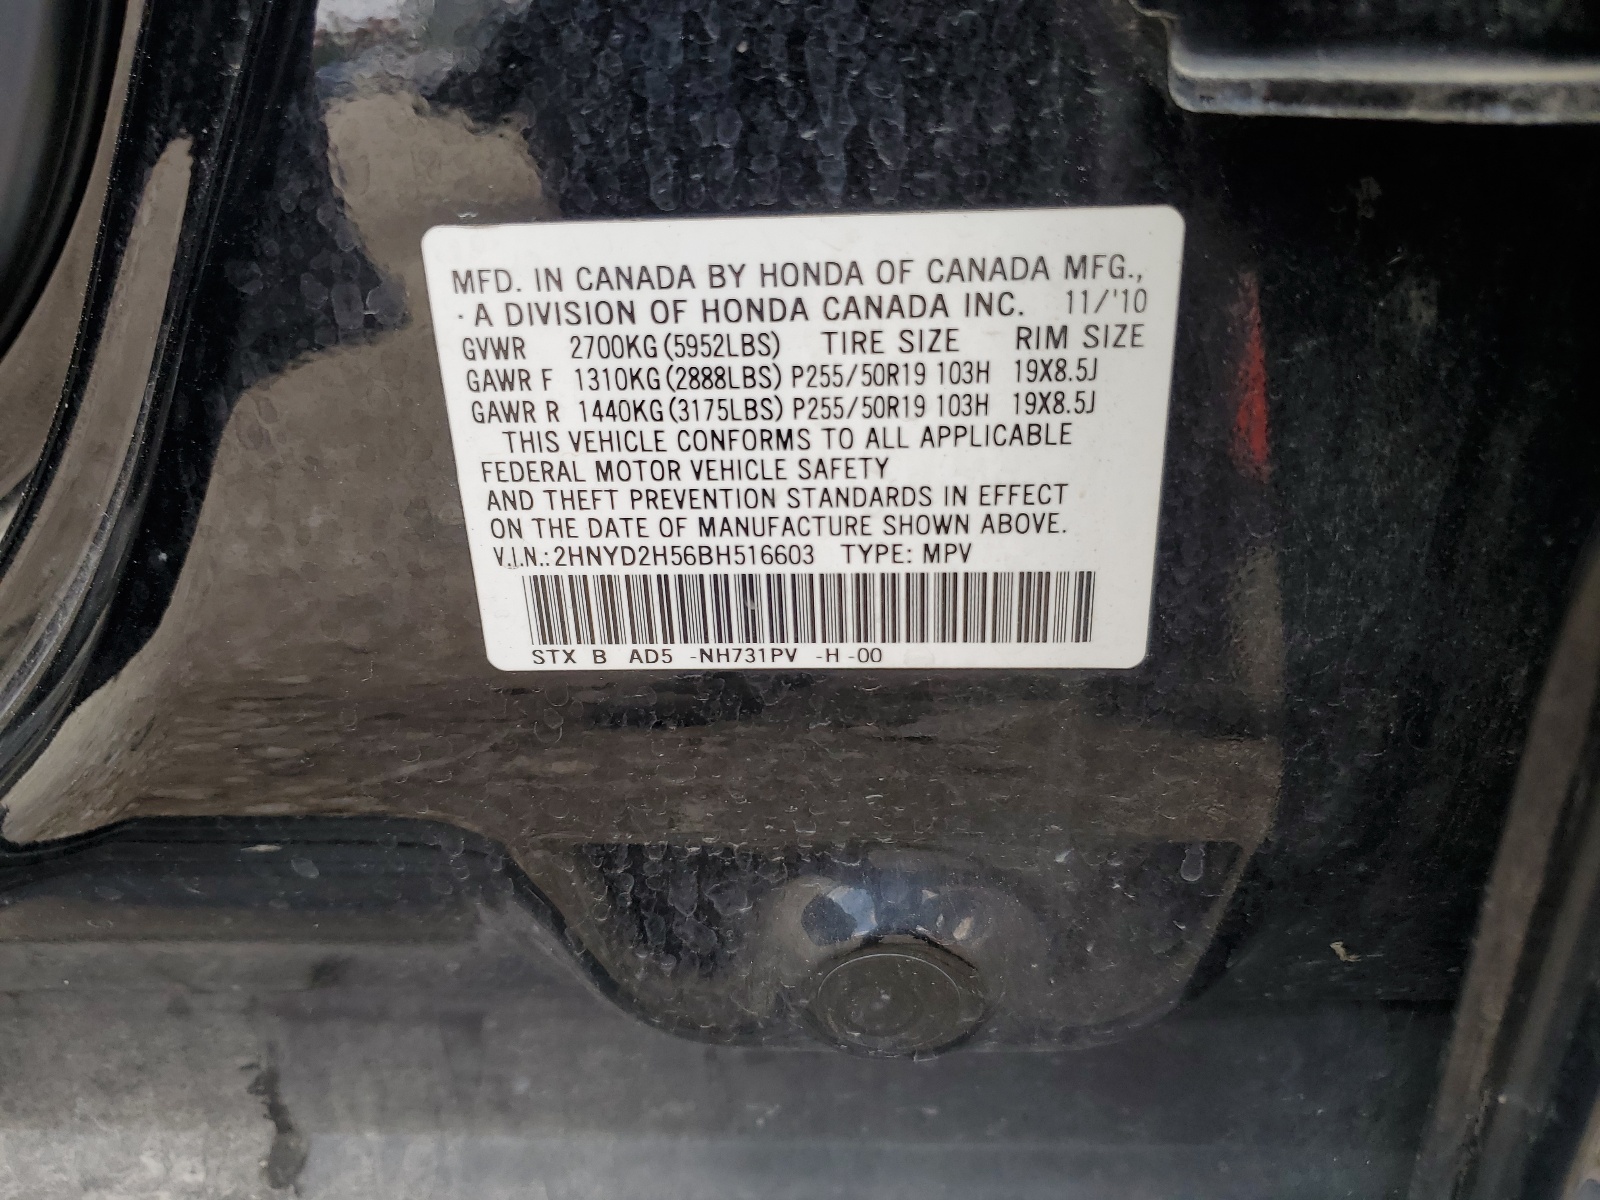 MFD. IN CANADA BY HONDA OF CANADA MFG.,
· A DIVISION OF HONDA CANADA INC. 11/'10
GVWR 2700KG (5952LBS) TIRE SIZE RIM SIZE
GAWR F 1310KG (2888LBS) P255/50R19 103H 19X8.5J
GAWR R 1440KG (3175LBS) P255/50R19 103H 19X8.5J
THIS VEHICLE CONFORMS TO ALL APPLICABLE
FEDERAL MOTOR VEHICLE SAFETY
AND THEFT PREVENTION STANDARDS IN EFFECT
ON THE DATE OF MANUFACTURE SHOWN ABOVE.
V.I.N.: 2HNYD2H56BH516603 TYPE: MPV
STX B AD5 -NH731PV -H -00